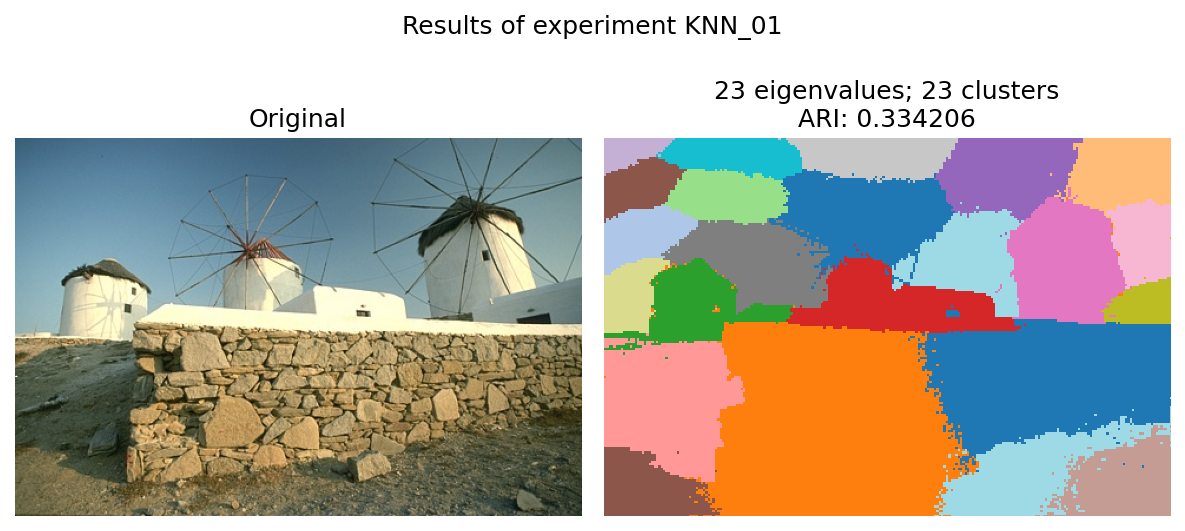 Results of experiment KNN_01
Original
23 eigenvalues; 23 clusters
ARI: 0.334206